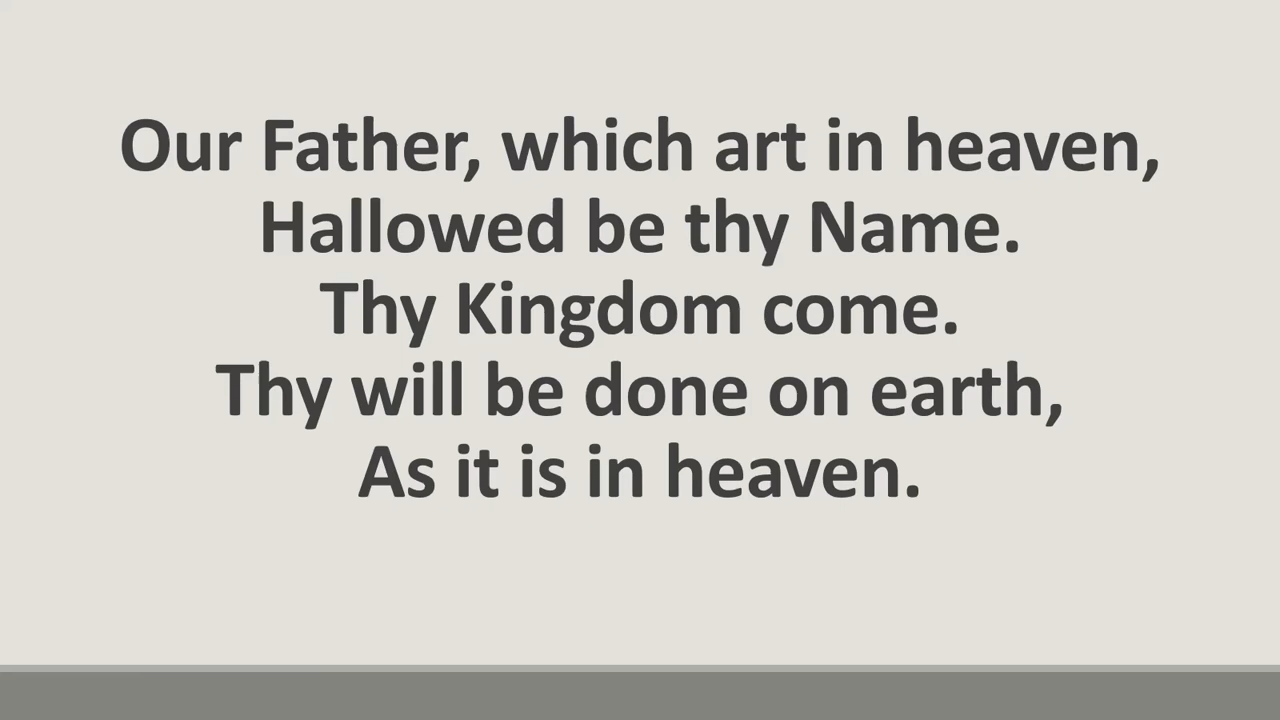 Our Father, which art in heaven,
Hallowed be thy Name.
Thy Kingdom come.
Thy will be done on earth,
As it is in heaven.